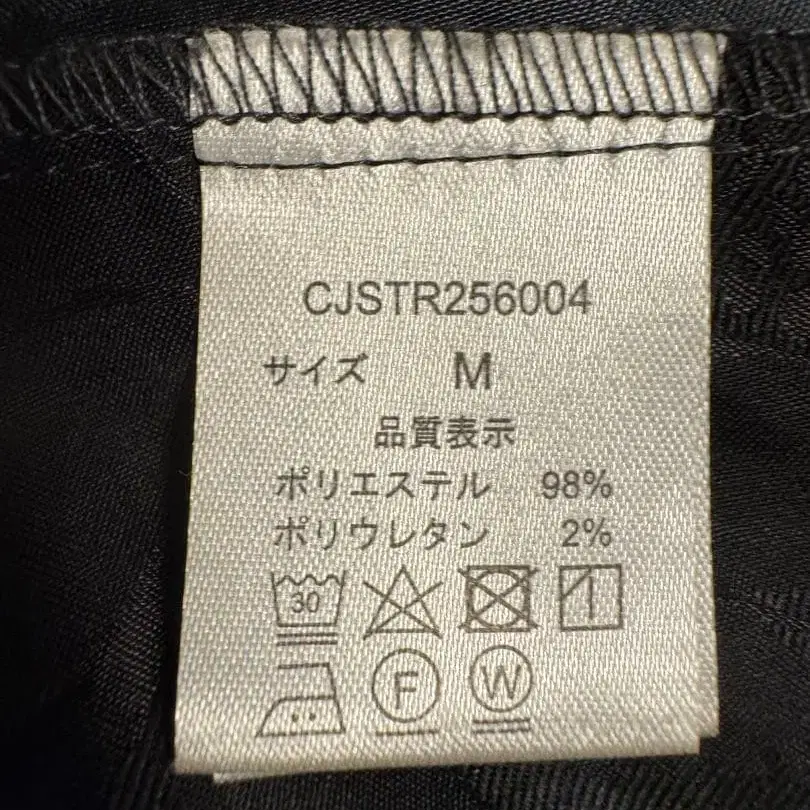 CJSTR256004
サイズ M
品質表示
ポリエステル 98%
ポリウレタン 2%
30
F W